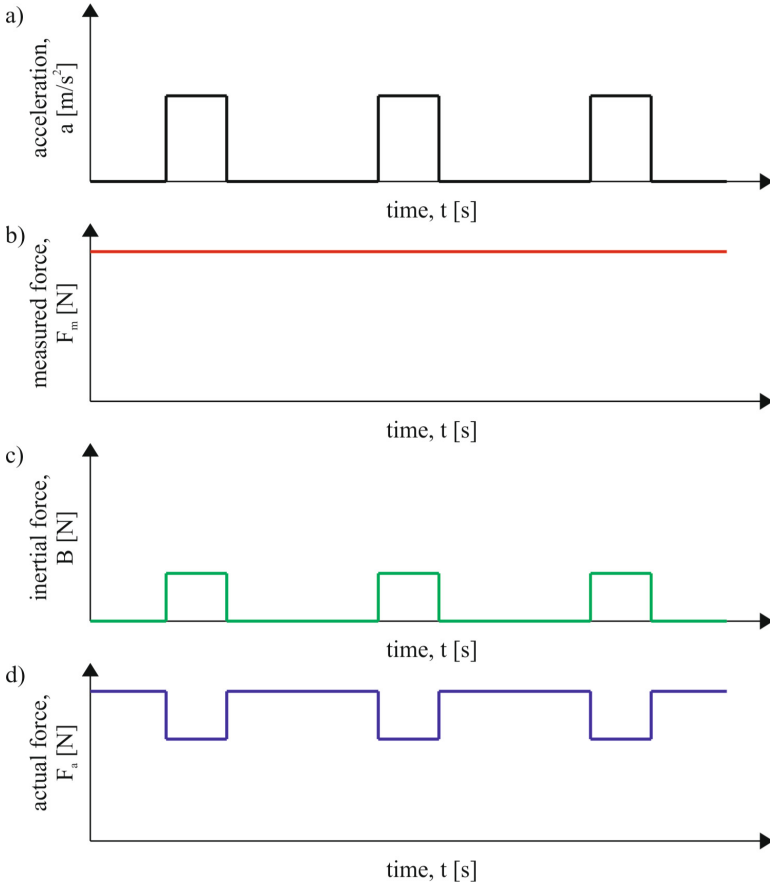 a)
acceleration,
a [m/s²]
time, t [s]
b)
measured force,
Fₘ [N]
time, t [s]
c)
inertial force,
B [N]
time, t [s]
d)
actual force,
Fₐ [N]
time, t [s]